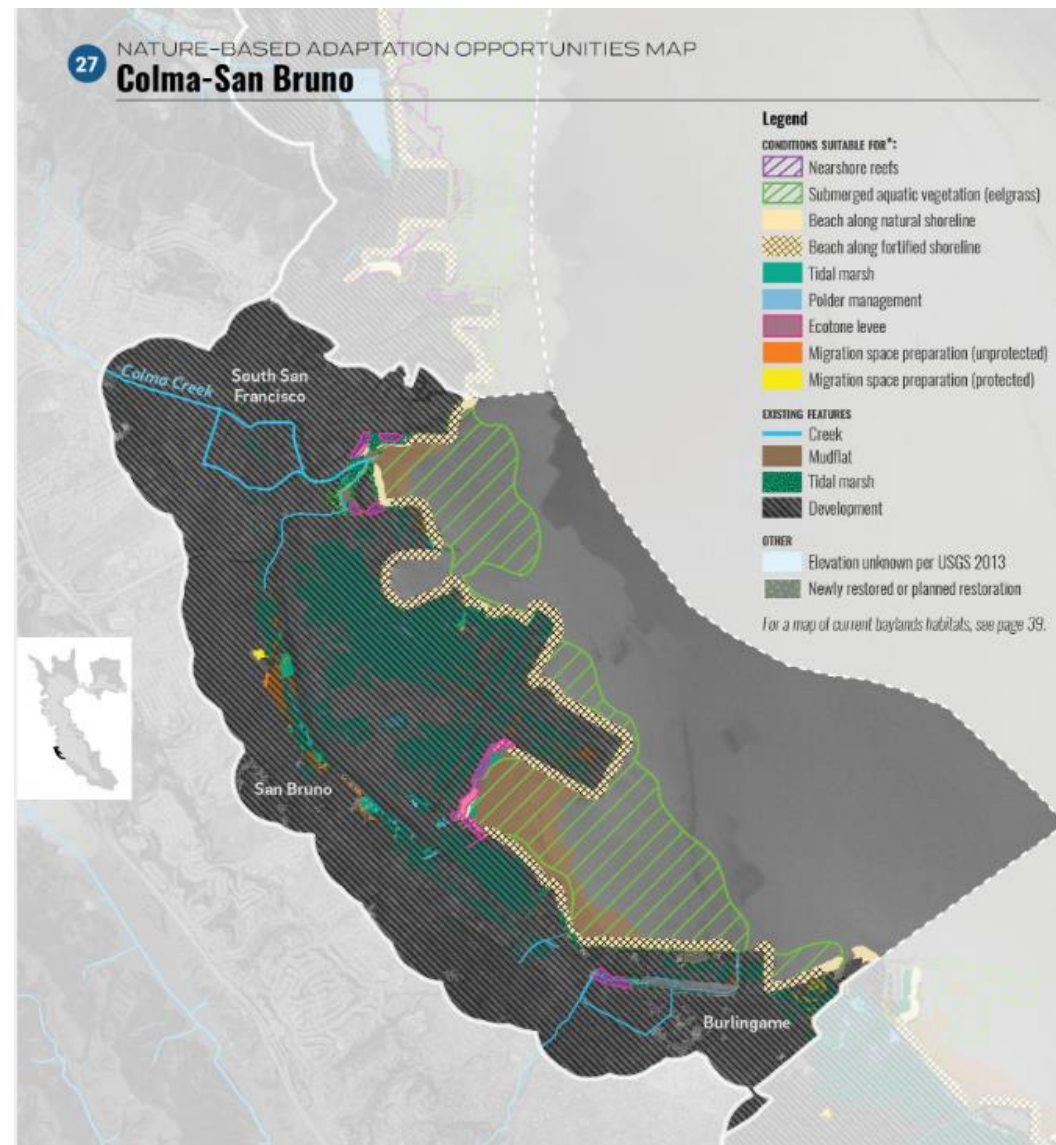 27
NATURE-BASED ADAPTATION OPPORTUNITIES MAP
Colma-San Bruno
Legend
CONDITIONS SUITABLE FOR*:
Nearshore reefs
Submerged aquatic vegetation (eelgrass)
Beach along natural shoreline
Beach along fortified shoreline
Tidal marsh
Polder management
Ecotone levee
Migration space preparation (unprotected)
Migration space preparation (protected)
EXISTING FEATURES
Creek
Mudflat
Tidal marsh
Development
OTHER
Elevation unknown per USGS 2013
Newly restored or planned restoration
For a map of current baylands habitats, see page 39.
Colma Creek
South San
Francisco
San Bruno
Burlingame